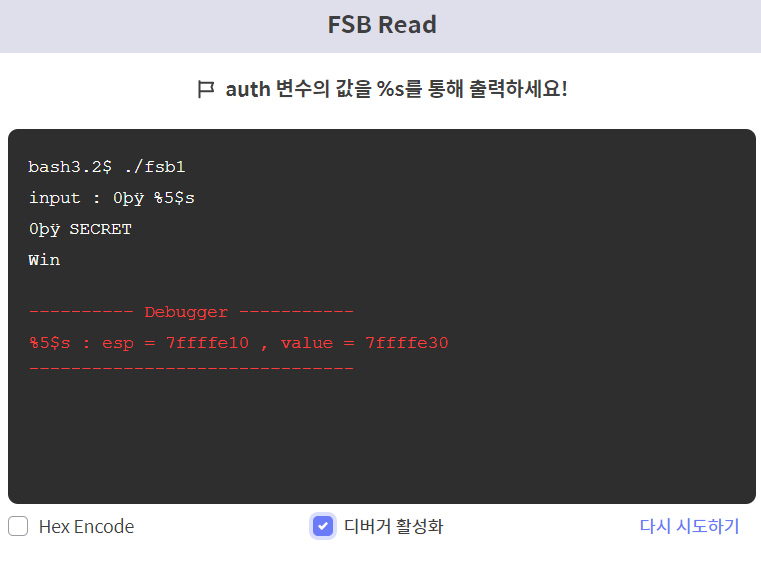 FSB Read
auth 변수의 값을 %s를 통해 출력하세요!
bash3.2$ ./fsb1
input : 0þÿ %5$s
0þÿ SECRET
Win
---------- Debugger -----------
%5$s : esp = 7ffffe10 , value = 7ffffe30
-------------------------------
Hex Encode
디버거 활성화
다시 시도하기